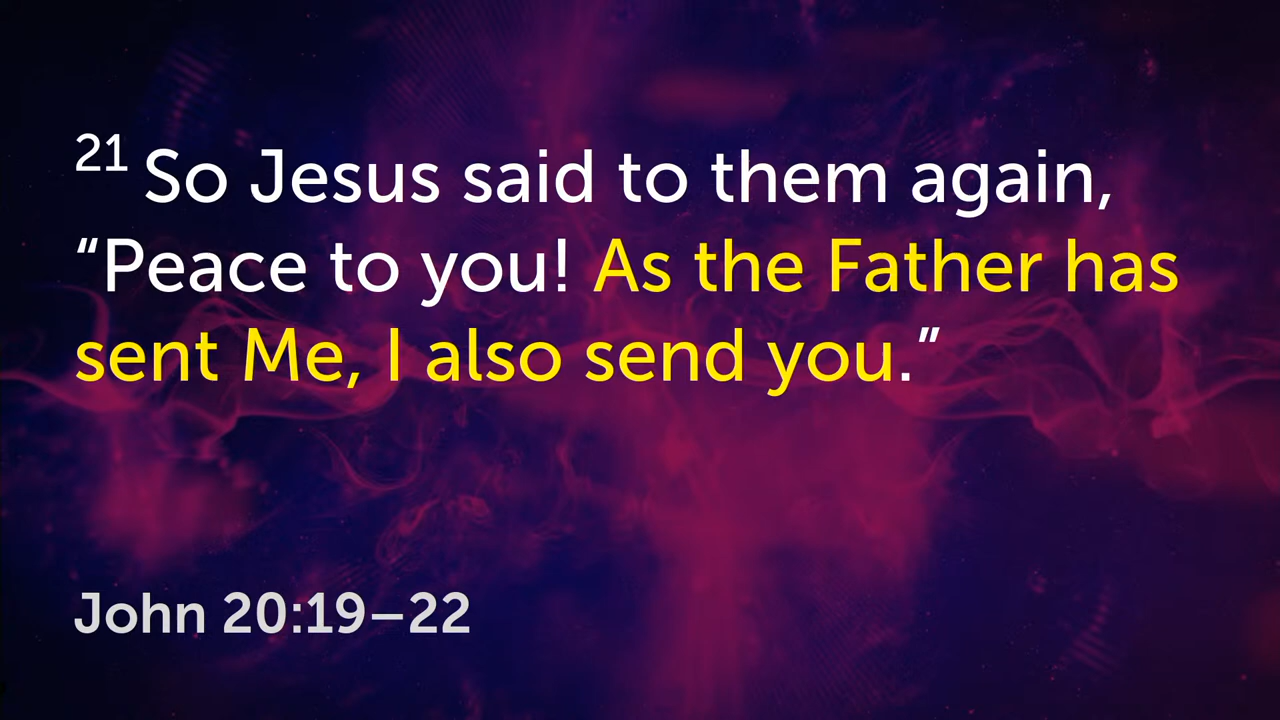 21 So Jesus said to them again,
“Peace to you! As the Father has
sent Me, I also send you.”
John 20:19–22